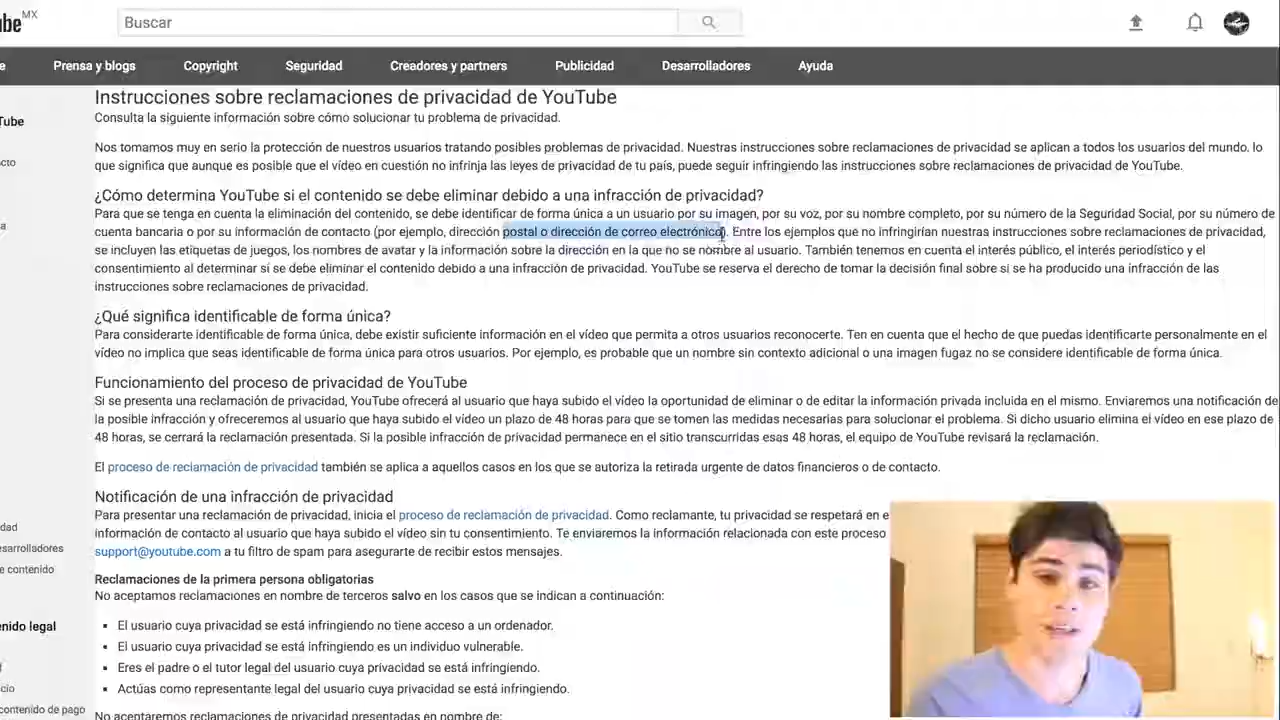 be MX
Buscar
e Prensa y blogs Copyright Seguridad Creadores y partners Publicidad Desarrolladores Ayuda
Instrucciones sobre reclamaciones de privacidad de YouTube
Consulta la siguiente información sobre cómo solucionar tu problema de privacidad.
Tube
cto
a
Nos tomamos muy en serio la protección de nuestros usuarios tratando posibles problemas de privacidad. Nuestras instrucciones sobre reclamaciones de privacidad se aplican a todos los usuarios del mundo, lo
que significa que aunque es posible que el vídeo en cuestión no infrinja las leyes de privacidad de tu país, puede seguir infringiendo las instrucciones sobre reclamaciones de privacidad de YouTube.
¿Cómo determina YouTube si el contenido se debe eliminar debido a una infracción de privacidad?
Para que se tenga en cuenta la eliminación del contenido, se debe identificar de forma única a un usuario por su imagen, por su voz, por su nombre completo, por su número de la Seguridad Social, por su número de
cuenta bancaria o por su información de contacto (por ejemplo, dirección postal o dirección de correo electrónica). Entre los ejemplos que no infringirían nuestras instrucciones sobre reclamaciones de privacidad,
se incluyen las etiquetas de juegos, los nombres de avatar y la información sobre la dirección en la que no se nombre al usuario. También tenemos en cuenta el interés público, el interés periodístico y el
consentimiento al determinar si se debe eliminar el contenido debido a una infracción de privacidad. YouTube se reserva el derecho de tomar la decisión final sobre si se ha producido una infracción de las
instrucciones sobre reclamaciones de privacidad.
¿Qué significa identificable de forma única?
Para considerarte identificable de forma única, debe existir suficiente información en el vídeo que permita a otros usuarios reconocerte. Ten en cuenta que el hecho de que puedas identificarte personalmente en el
vídeo no implica que seas identificable de forma única para otros usuarios. Por ejemplo, es probable que un nombre sin contexto adicional o una imagen fugaz no se considere identificable de forma única.
Funcionamiento del proceso de privacidad de YouTube
Si se presenta una reclamación de privacidad, YouTube ofrecerá al usuario que haya subido el vídeo la oportunidad de eliminar o de editar la información privada incluida en el mismo. Enviaremos una notificación de
la posible infracción y ofreceremos al usuario que haya subido el vídeo un plazo de 48 horas para que se tomen las medidas necesarias para solucionar el problema. Si dicho usuario elimina el vídeo en ese plazo de
48 horas, se cerrará la reclamación presentada. Si la posible infracción de privacidad permanece en el sitio transcurridas esas 48 horas, el equipo de YouTube revisará la reclamación.
El proceso de reclamación de privacidad también se aplica a aquellos casos en los que se autoriza la retirada urgente de datos financieros o de contacto.
Notificación de una infracción de privacidad
Para presentar una reclamación de privacidad, inicia el proceso de reclamación de privacidad. Como reclamante, tu privacidad se respetará en e
información de contacto al usuario que haya subido el vídeo sin tu consentimiento. Te enviaremos la información relacionada con este proceso
support@youtube.com a tu filtro de spam para asegurarte de recibir estos mensajes.
dad
esarrolladores
e contenido
Reclamaciones de la primera persona obligatorias
No aceptamos reclamaciones en nombre de terceros salvo en los casos que se indican a continuación:
▪ El usuario cuya privacidad se está infringiendo no tiene acceso a un ordenador.
▪ El usuario cuya privacidad se está infringiendo es un individuo vulnerable.
▪ Eres el padre o el tutor legal del usuario cuya privacidad se está infringiendo.
▪ Actúas como representante legal del usuario cuya privacidad se está infringiendo.
enido legal
cio
contenido de pago
No aceptaremos reclamaciones de privacidad presentadas en nombre de: